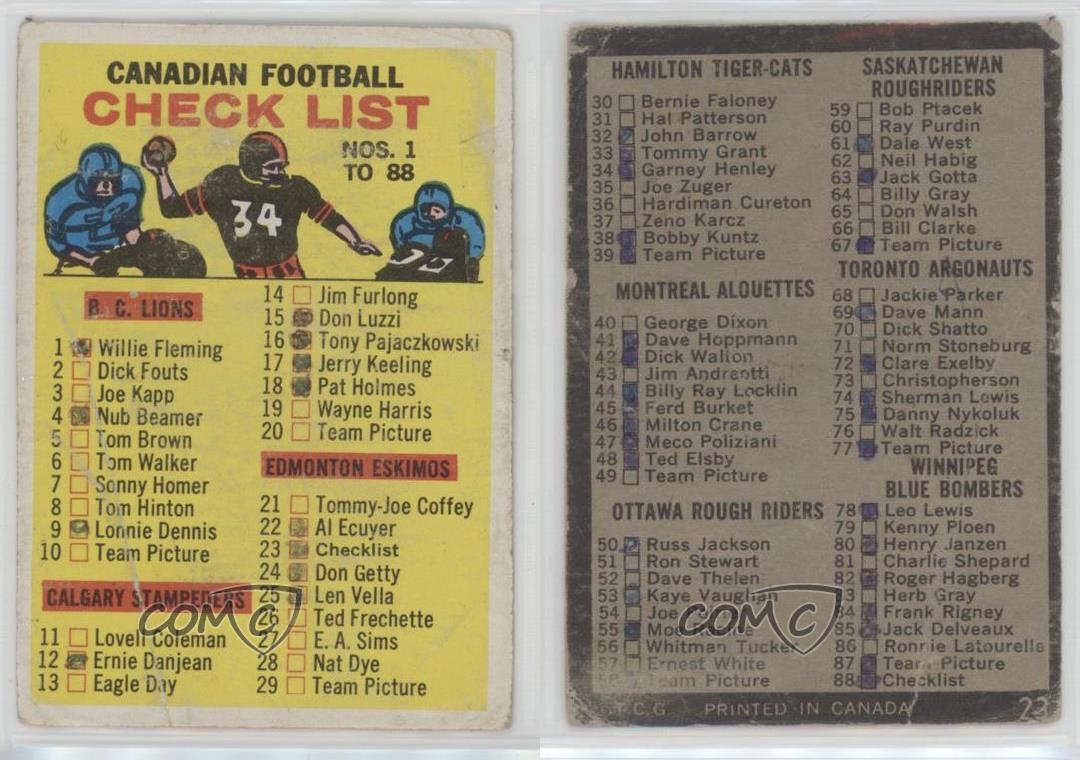 CANADIAN FOOTBALL
CHECK LIST
NOS. 1
TO 88
34
B. C. LIONS
1 Willie Fleming
2 Dick Fouts
3 Joe Kapp
4 Nub Beamer
5 Tom Brown
6 Tom Walker
7 Sonny Homer
8 Tom Hinton
9 Lonnie Dennis
10 Team Picture
CALGARY STAMPEDERS
11 Lovell Coleman
12 Ernie Danjean
13 Eagle Day
14 Jim Furlong
15 Don Luzzi
16 Tony Pajaczkowski
17 Jerry Keeling
18 Pat Holmes
19 Wayne Harris
20 Team Picture
EDMONTON ESKIMOS
21 Tommy-Joe Coffey
22 Al Ecuyer
23 Checklist
24 Don Getty
25 Len Vella
26 Ted Frechette
27 E. A. Sims
28 Nat Dye
29 Team Picture
COMC
HAMILTON TIGER-CATS
30 Bernie Faloney
31 Hal Patterson
32 John Barrow
33 Tommy Grant
34 Garney Henley
35 Joe Zuger
36 Hardiman Cureton
37 Zeno Karcz
38 Bobby Kuntz
39 Team Picture
MONTREAL ALOUETTES
40 George Dixon
41 Dave Hoppmann
42 Dick Walton
43 Jim Andreotti
44 Billy Ray Locklin
45 Ferd Burket
46 Milton Crane
47 Meco Poliziani
48 Ted Elsby
49 Team Picture
OTTAWA ROUGH RIDERS
50 Russ Jackson
51 Ron Stewart
52 Dave Thelen
53 Kaye Vaughan
54 Joe
55 Moe
56 Whitman Tucker
57 Ernest White
58 Team Picture
SASKATCHEWAN
ROUGHRIDERS
59 Bob Ptacek
60 Ray Purdin
61 Dale West
62 Neil Habig
63 Jack Gotta
64 Billy Gray
65 Don Walsh
66 Bill Clarke
67 Team Picture
TORONTO ARGONAUTS
68 Jackie Parker
69 Dave Mann
70 Dick Shatto
71 Norm Stoneburg
72 Clare Exelby
73 Christopherson
74 Sherman Lewis
75 Danny Nykoluk
76 Walt Radzick
77 Team Picture
WINNIPEG
BLUE BOMBERS
78 Leo Lewis
79 Kenny Ploen
80 Henry Janzen
81 Charlie Shepard
82 Roger Hagberg
83 Herb Gray
84 Frank Rigney
85 Jack Delveaux
86 Ronnie Latourelle
87 Team Picture
88 Checklist
COMC
T.C.G. PRINTED IN CANADA
23